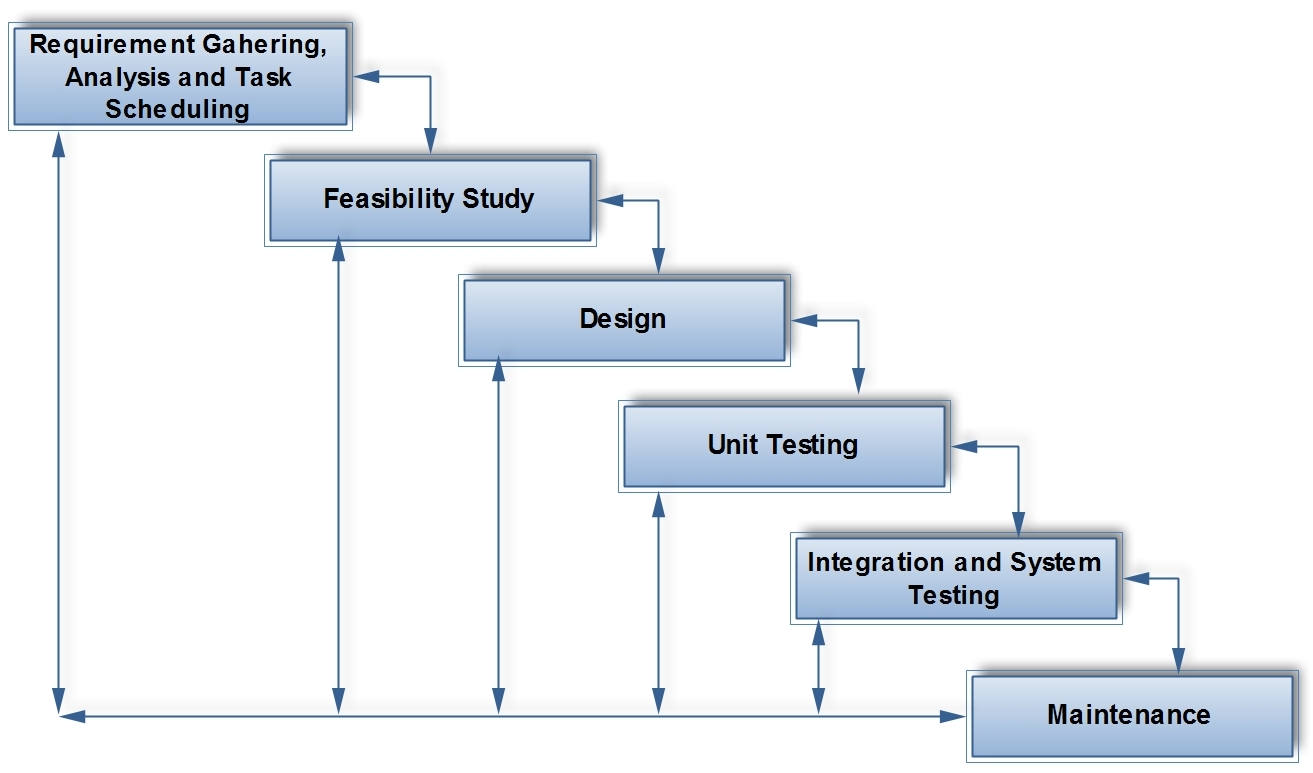 Requirement Gahering,
Analysis and Task
Scheduling
Feasibility Study
Design
Unit Testing
Integration and System
Testing
Maintenance